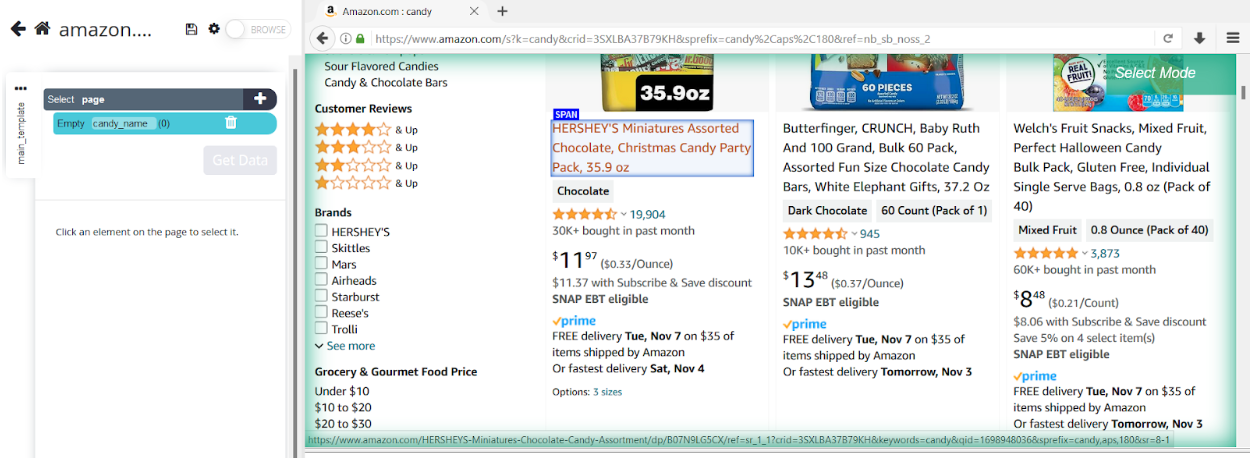 amazon....
BROWSE
main_template
Select page
Empty candy_name (0)
Get Data
Click an element on the page to select it.
Amazon.com : candy
https://www.amazon.com/s?k=candy&crid=3SXLBA37B79KH&sprefix=candy%2Caps%2C180&ref=nb_sb_noss_2
Select Mode
Sour Flavored Candies
Candy & Chocolate Bars
Customer Reviews
& Up
& Up
& Up
& Up
Brands
HERSHEY'S
Skittles
Mars
Airheads
Starburst
Reese's
Trolli
See more
Grocery & Gourmet Food Price
Under $10
$10 to $20
$20 to $30
35.9oz
SPAN
HERSHEY'S Miniatures Assorted
Chocolate, Christmas Candy Party
Pack, 35.9 oz
Chocolate
19,904
30K+ bought in past month
$11 97 ($0.33/Ounce)
$11.37 with Subscribe & Save discount
SNAP EBT eligible
prime
FREE delivery Tue, Nov 7 on $35 of
items shipped by Amazon
Or fastest delivery Sat, Nov 4
Options: 3 sizes
60 PIECES
Butterfinger, CRUNCH, Baby Ruth
And 100 Grand, Bulk 60 Pack,
Assorted Fun Size Chocolate Candy
Bars, White Elephant Gifts, 37.2 Oz
Dark Chocolate 60 Count (Pack of 1)
945
10K+ bought in past month
$13 48 ($0.37/Ounce)
SNAP EBT eligible
prime
FREE delivery Tue, Nov 7 on $35 of
items shipped by Amazon
Or fastest delivery Tomorrow, Nov 3
REAL
FRUIT!
Welch's Fruit Snacks, Mixed Fruit,
Perfect Halloween Candy
Bulk Pack, Gluten Free, Individual
Single Serve Bags, 0.8 oz (Pack of
40)
Mixed Fruit 0.8 Ounce (Pack of 40)
3,873
60K+ bought in past month
$8 48 ($0.21/Count)
$8.06 with Subscribe & Save discount
Save 5% on 4 select item(s)
SNAP EBT eligible
prime
FREE delivery Tue, Nov 7 on $35 of
items shipped by Amazon
Or fastest delivery Tomorrow, Nov 3
https://www.amazon.com/HERSHEYS-Miniatures-Chocolate-Candy-Assortment/dp/B07N9LG5CX/ref=sr_1_1?crid=3SXLBA37B79KH&keywords=candy&qid=1698948036&sprefix=candy,aps,180&sr=8-1